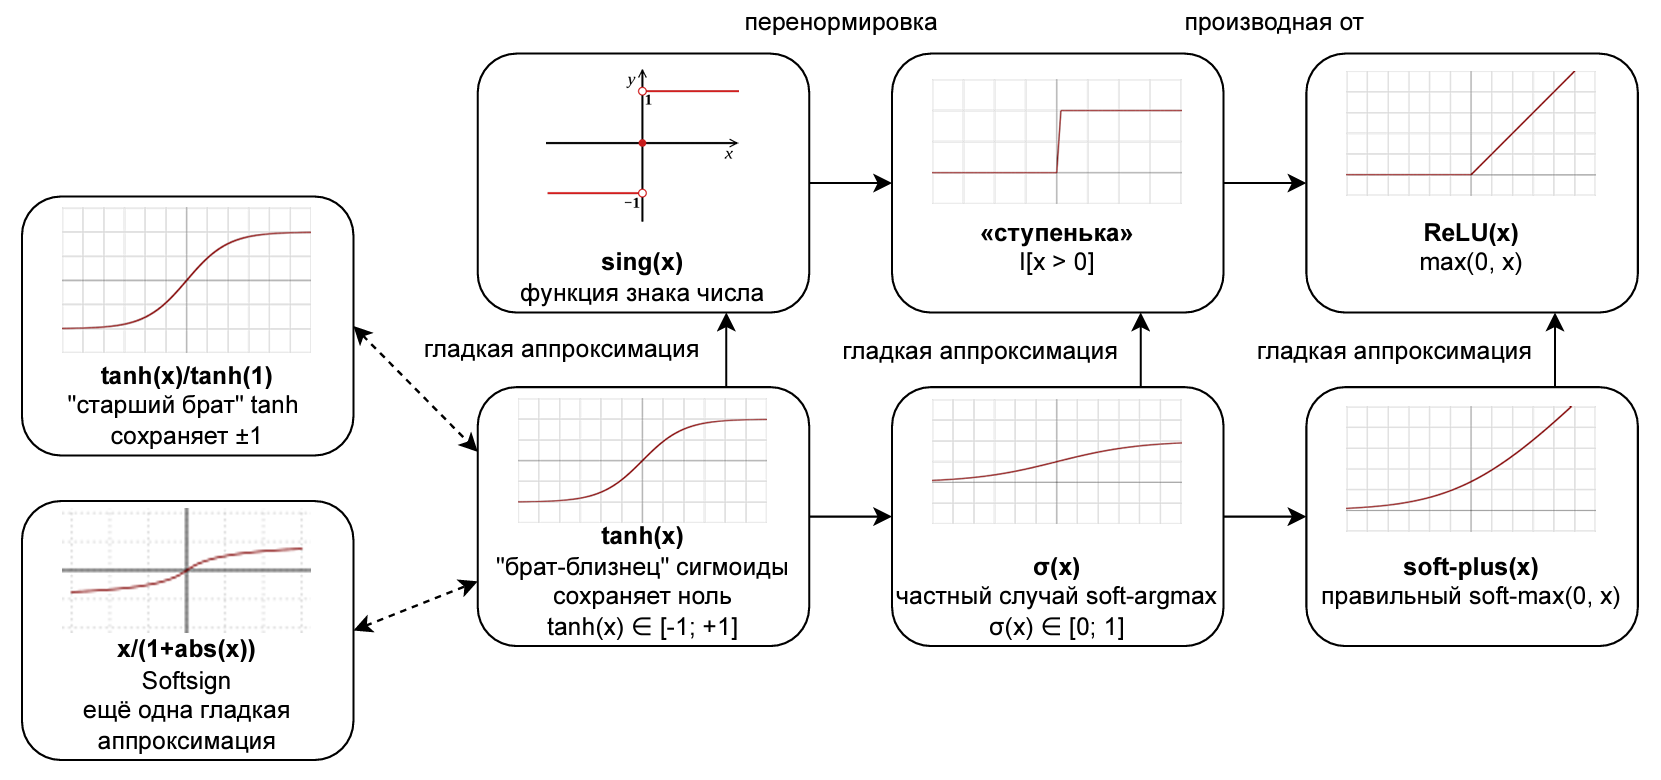 перенормировка
производная от
y
1
x
−1
sing(x)
функция знака числа
«ступенька»
I[x > 0]
ReLU(x)
max(0, x)
tanh(x)/tanh(1)
"старший брат" tanh
сохраняет ±1
гладкая аппроксимация
гладкая аппроксимация
гладкая аппроксимация
tanh(x)
"брат-близнец" сигмоиды
сохраняет ноль
tanh(x) ∈ [-1; +1]
σ(x)
частный случай soft-argmax
σ(x) ∈ [0; 1]
soft-plus(x)
правильный soft-max(0, x)
x/(1+abs(x))
Softsign
ещё одна гладкая
аппроксимация